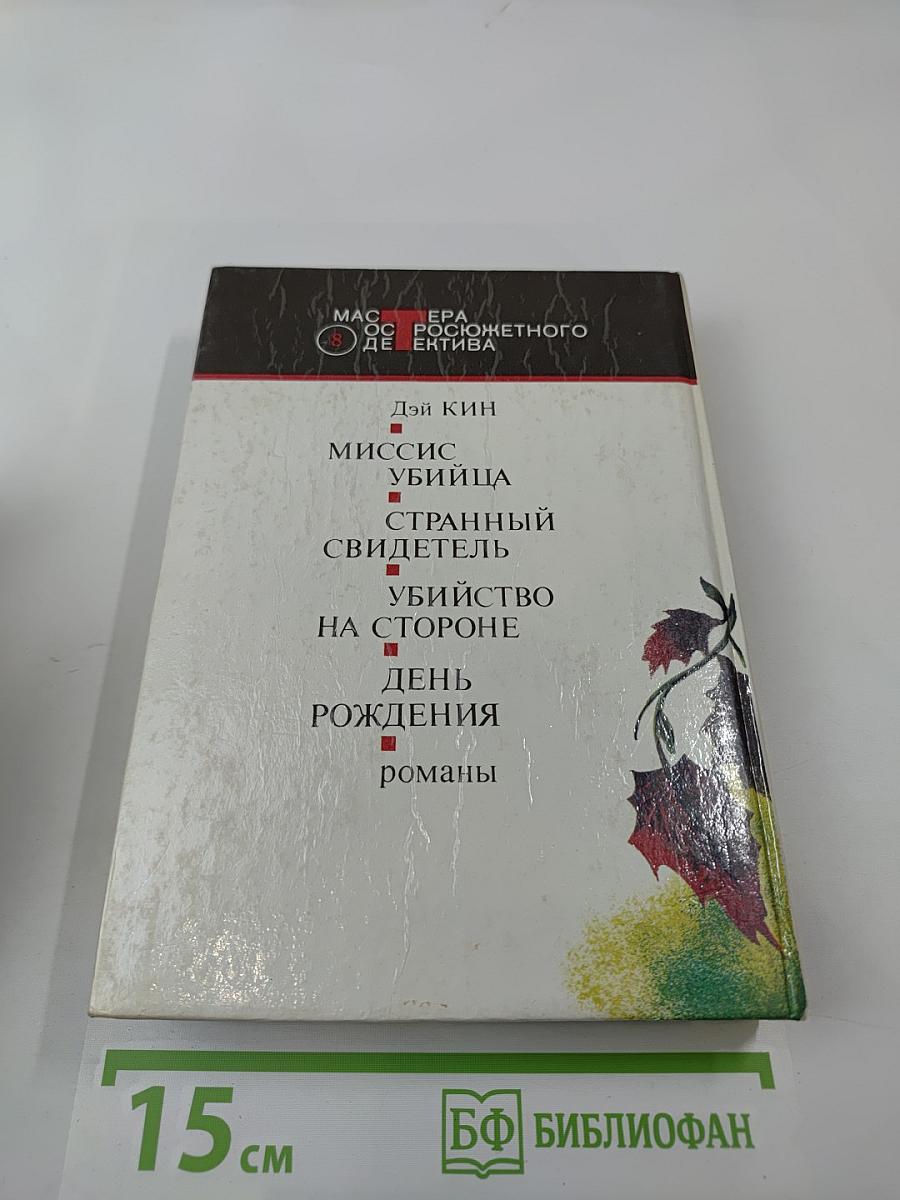 МАСТЕРА
ОСТРОСЮЖЕТНОГО
8 ДЕТЕКТИВА
Дэй КИН
МИССИС
УБИЙЦА
СТРАННЫЙ
СВИДЕТЕЛЬ
УБИЙСТВО
НА СТОРОНЕ
ДЕНЬ
РОЖДЕНИЯ
романы
15 см
БФ БИБЛИОФАН